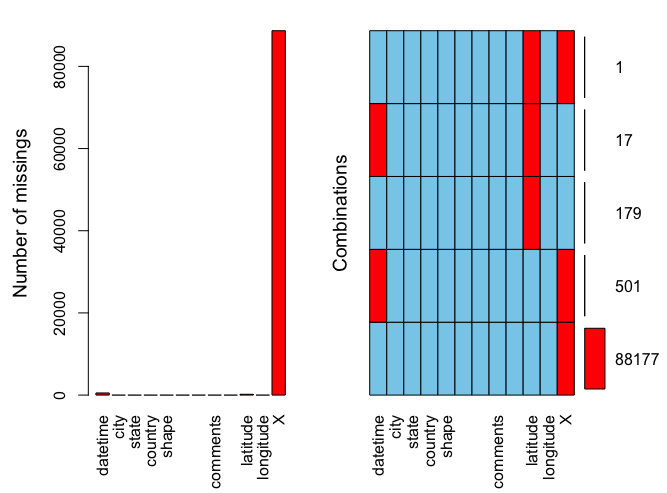 Number of missings
0
20000
40000
60000
80000
datetime
city
state
country
shape
comments
latitude
longitude
X
Combinations
datetime
city
state
country
shape
comments
latitude
longitude
X
1
17
179
501
88177